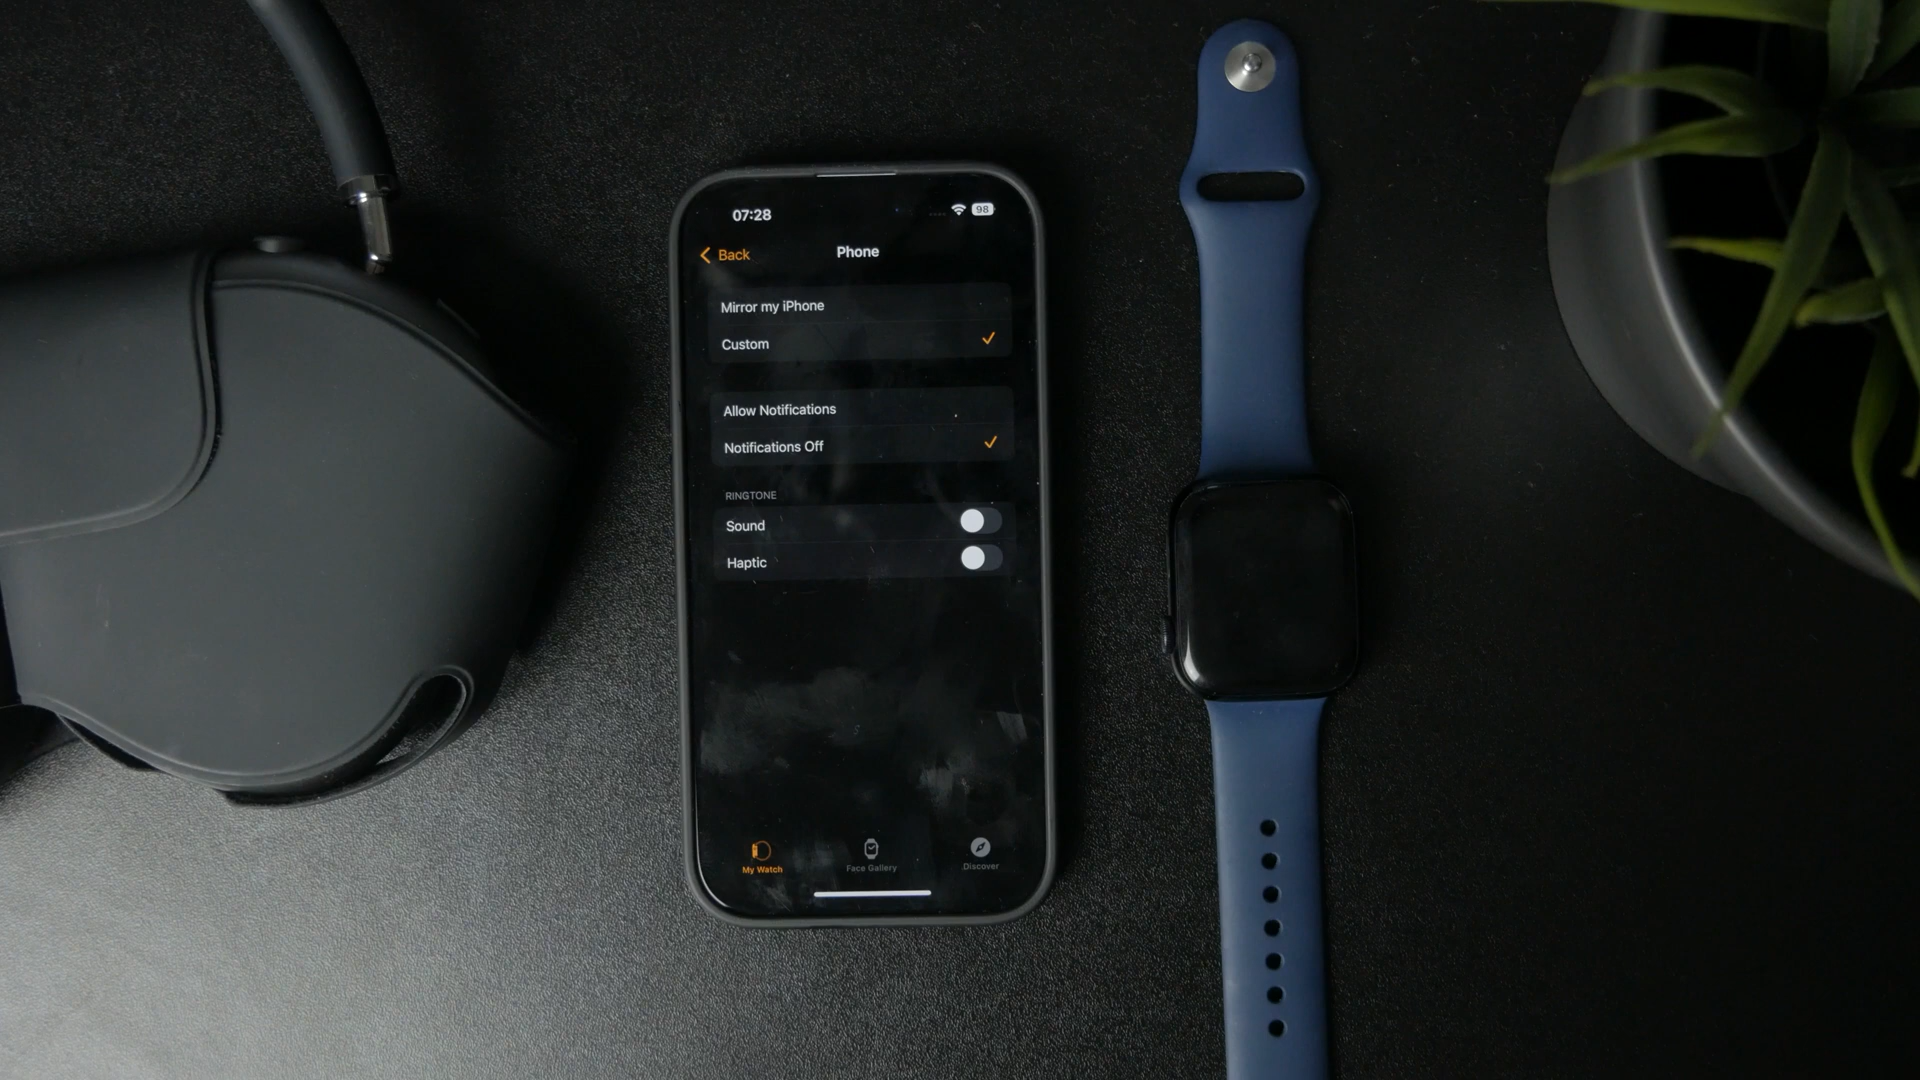 07:28
98
Back
Phone
Mirror my iPhone
Custom
Allow Notifications
Notifications Off
RINGTONE
Sound
Haptic
My Watch
Face Gallery
Discover